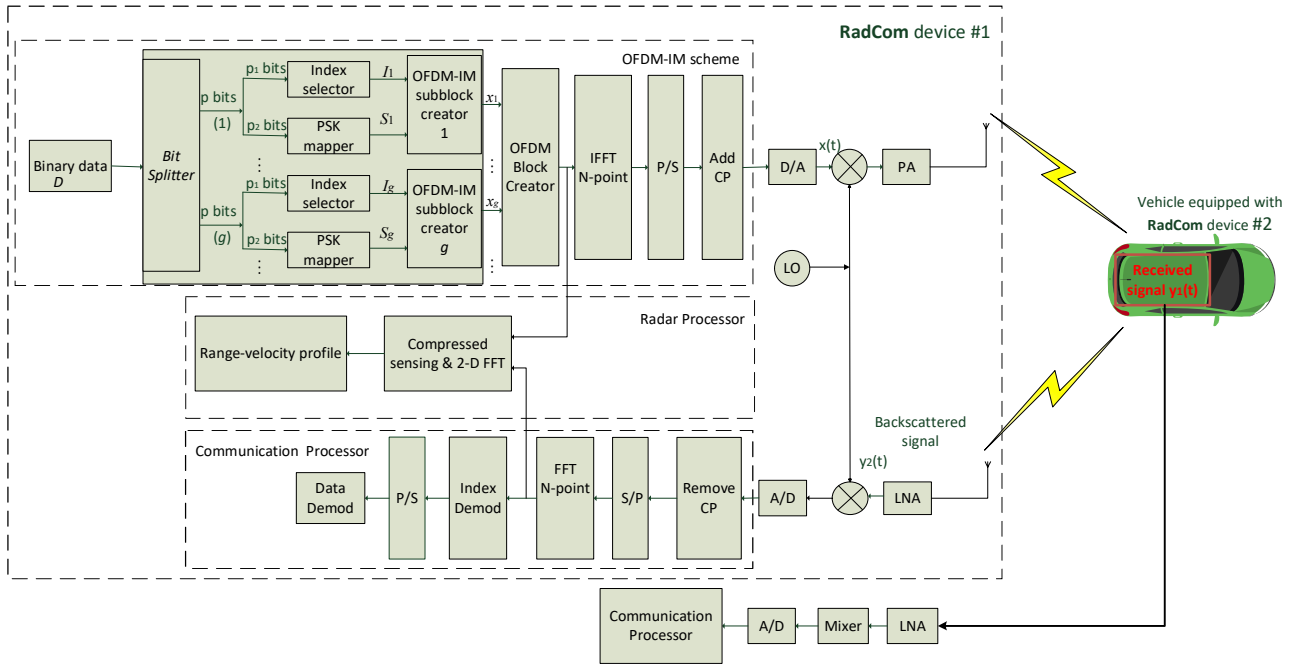 RadCom device #1
OFDM-IM scheme
Binary data
D
Bit
Splitter
p bits
(1)
p1 bits
Index
selector
I1
p2 bits
PSK
mapper
S1
OFDM-IM
subblock
creator
1
x1
⋮
⋮
p bits
(g)
p1 bits
Index
selector
Ig
p2 bits
PSK
mapper
Sg
⋮
OFDM-IM
subblock
creator
g
xg
⋮
OFDM
Block
Creator
IFFT
N-point
P/S
Add
CP
D/A
x(t)
PA
LO
Vehicle equipped with
RadCom device #2
Received
signal y1(t)
Radar Processor
Range-velocity profile
Compressed
sensing & 2-D FFT
Communication Processor
Data
Demod
P/S
Index
Demod
FFT
N-point
S/P
Remove
CP
A/D
y2(t)
LNA
Backscattered
signal
Communication
Processor
A/D
Mixer
LNA